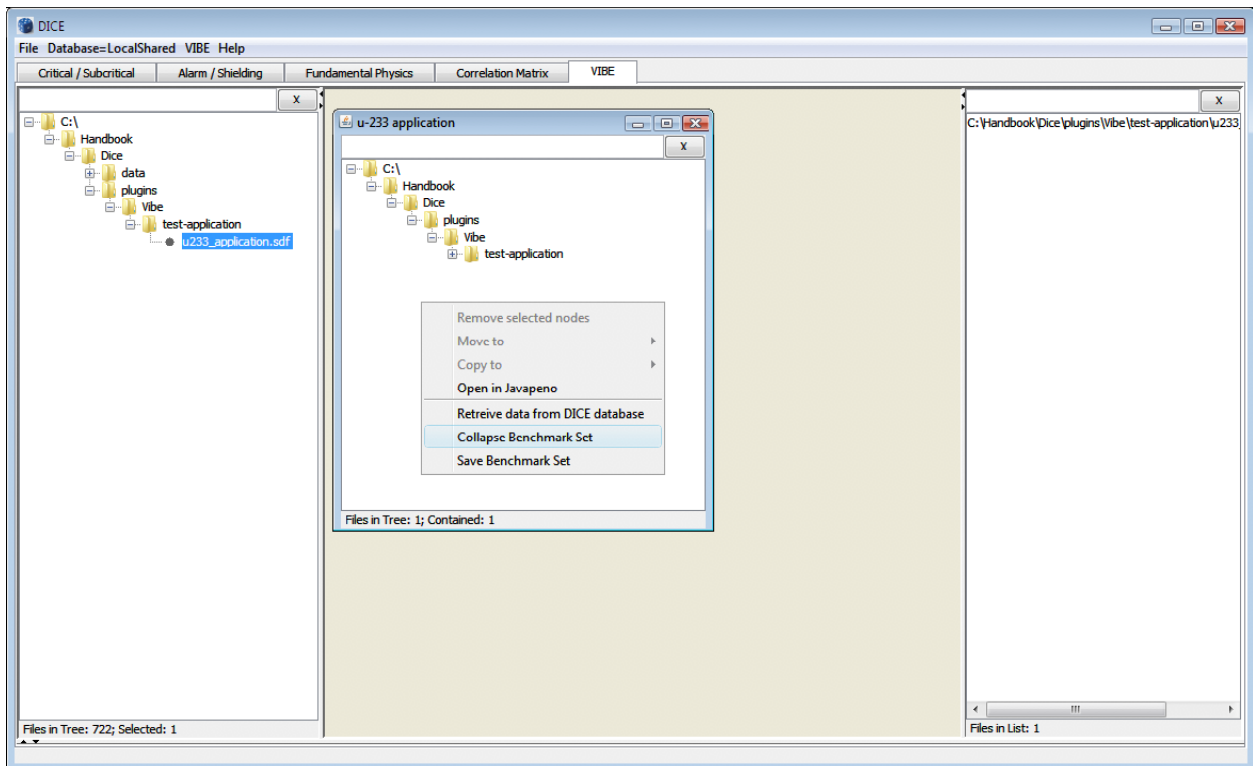 DICE
File Database=LocalShared VIBE Help
Critical / Subcritical Alarm / Shielding Fundamental Physics Correlation Matrix VIBE
X
C:\
Handbook
Dice
data
plugins
Vibe
test-application
u233_application.sdf
Files in Tree: 722; Selected: 1
u-233 application
X
C:\
Handbook
Dice
plugins
Vibe
test-application
Remove selected nodes
Move to
Copy to
Open in Javapeno
Retreive data from DICE database
Collapse Benchmark Set
Save Benchmark Set
Files in Tree: 1; Contained: 1
X
C:\Handbook\Dice\plugins\Vibe\test-application\u233_
Files in List: 1